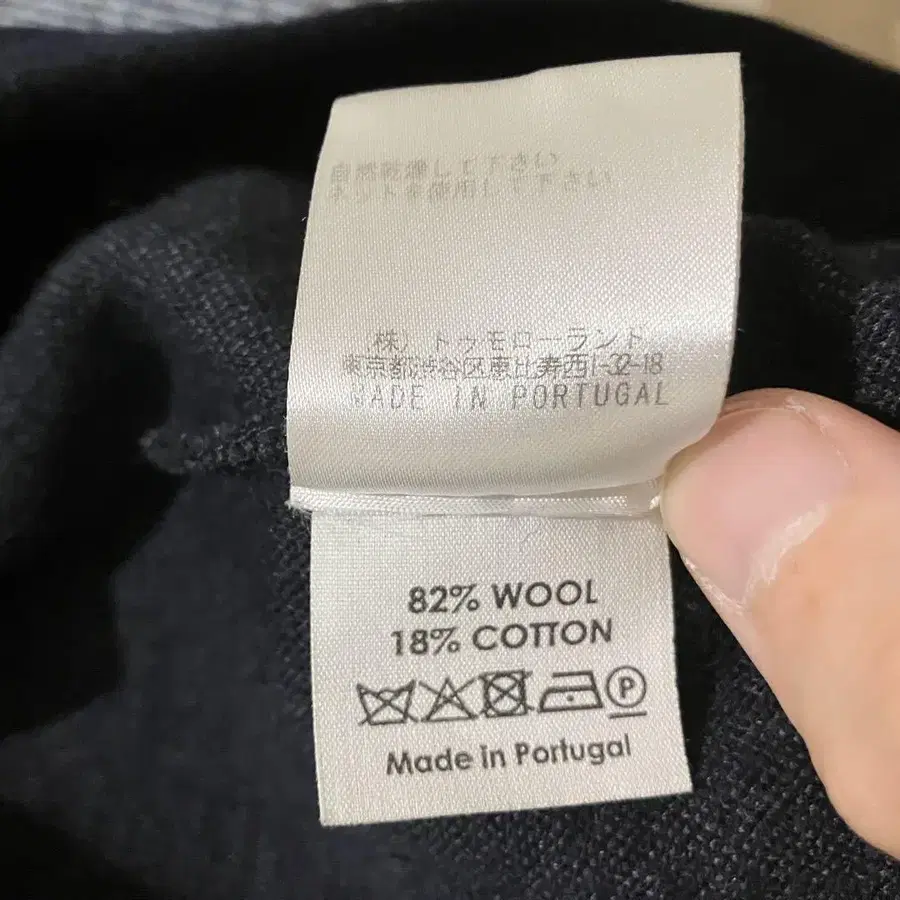 自然乾燥して下さい
ネットを使用して下さい
(株) トゥモローランド
東京都渋谷区恵比寿西1-32-18
MADE IN PORTUGAL
82% WOOL
18% COTTON
P
Made in Portugal